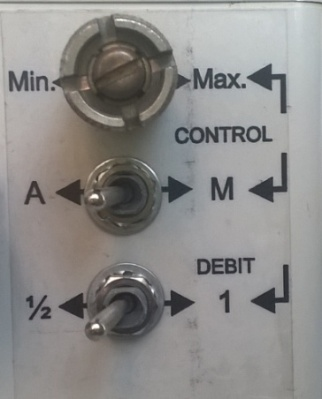 Min. Max.
CONTROL
A M
DEBIT
½ 1